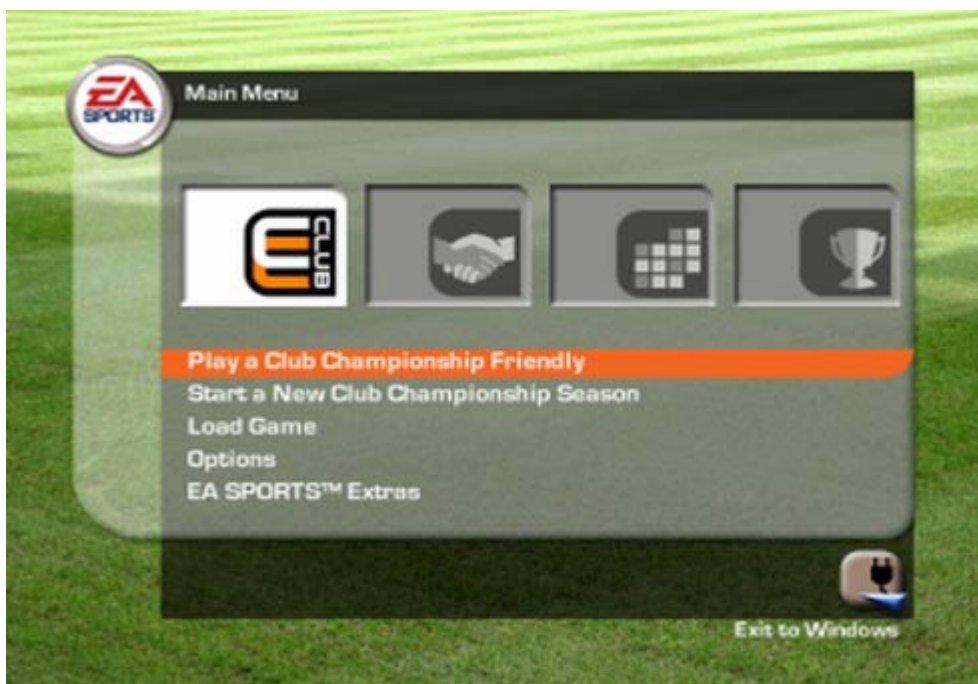 EA
SPORTS
Main Menu
CLUB
Play a Club Championship Friendly
Start a New Club Championship Season
Load Game
Options
EA SPORTS™ Extras
Exit to Windows